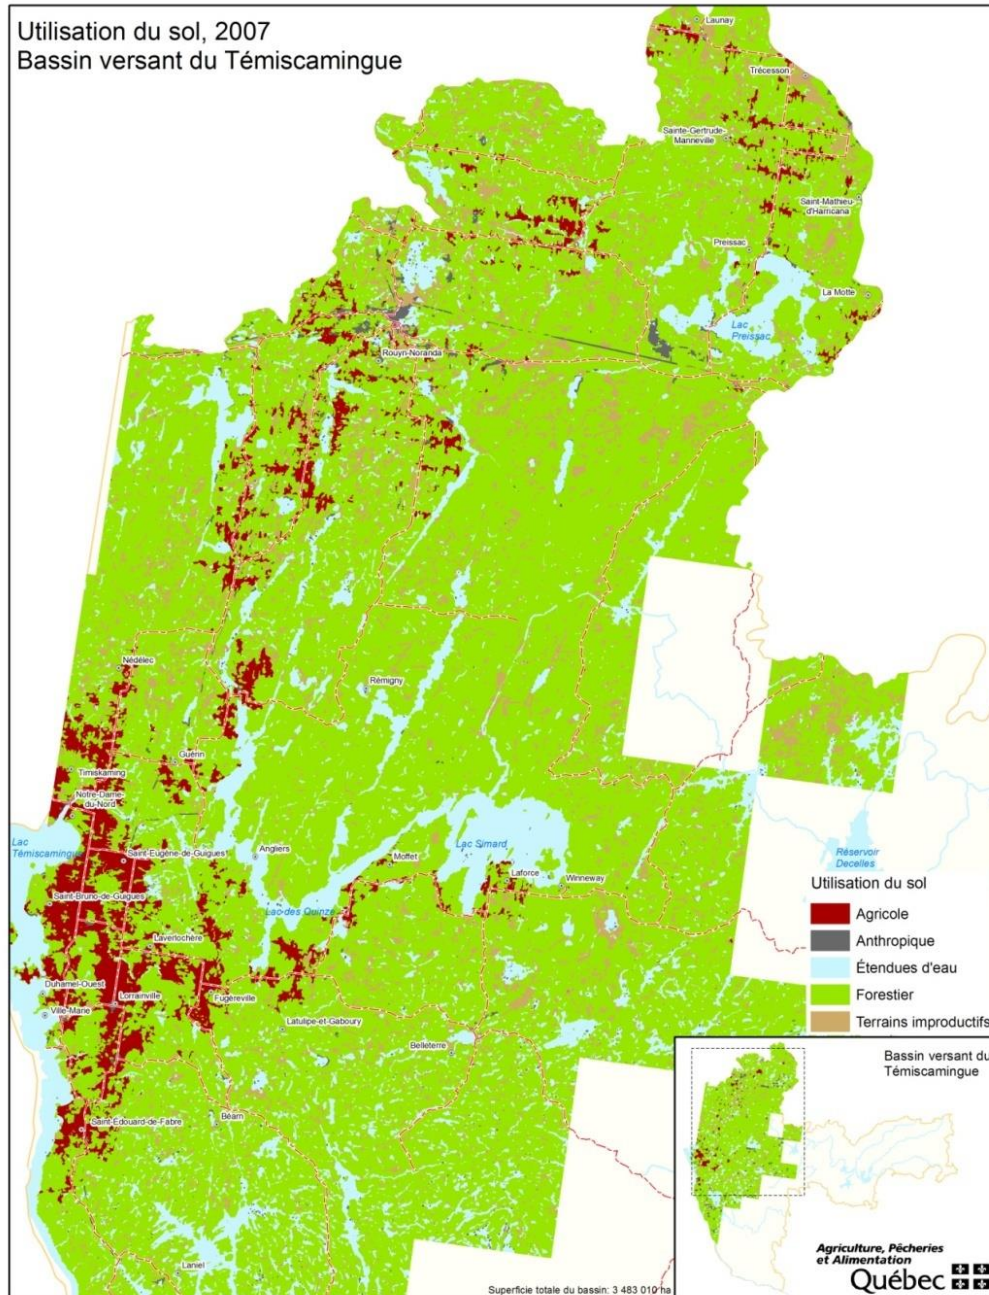 Utilisation du sol, 2007
Bassin versant du Témiscamingue
Launay
Trécesson
Sainte-Gertrude-
Manneville
Saint-Mathieu-
d'Harricana
Preissac
La Motte
Lac
Preissac
Rouyn-Noranda
Nédélec
Rémigny
Guérin
Timiskaming
Notre-Dame-
du-Nord
Lac
Témiscamingue
Saint-Eugène-de-Guigues
Angliers
Moffet
Lac Simard
Laforce
Winneway
Réservoir
Decelles
Saint-Bruno-de-Guigues
Lac des Quinze
Laverlochère
Duhamel-Ouest
Lorrainville
Fugèreville
Ville-Marie
Latulipe-et-Gaboury
Belleterre
Béarn
Saint-Édouard-de-Fabre
Laniel
Utilisation du sol
Agricole
Anthropique
Étendues d'eau
Forestier
Terrains improductifs
Bassin versant du
Témiscamingue
Agriculture, Pêcheries
et Alimentation
Québec
Superficie totale du bassin: 3 483 010 ha